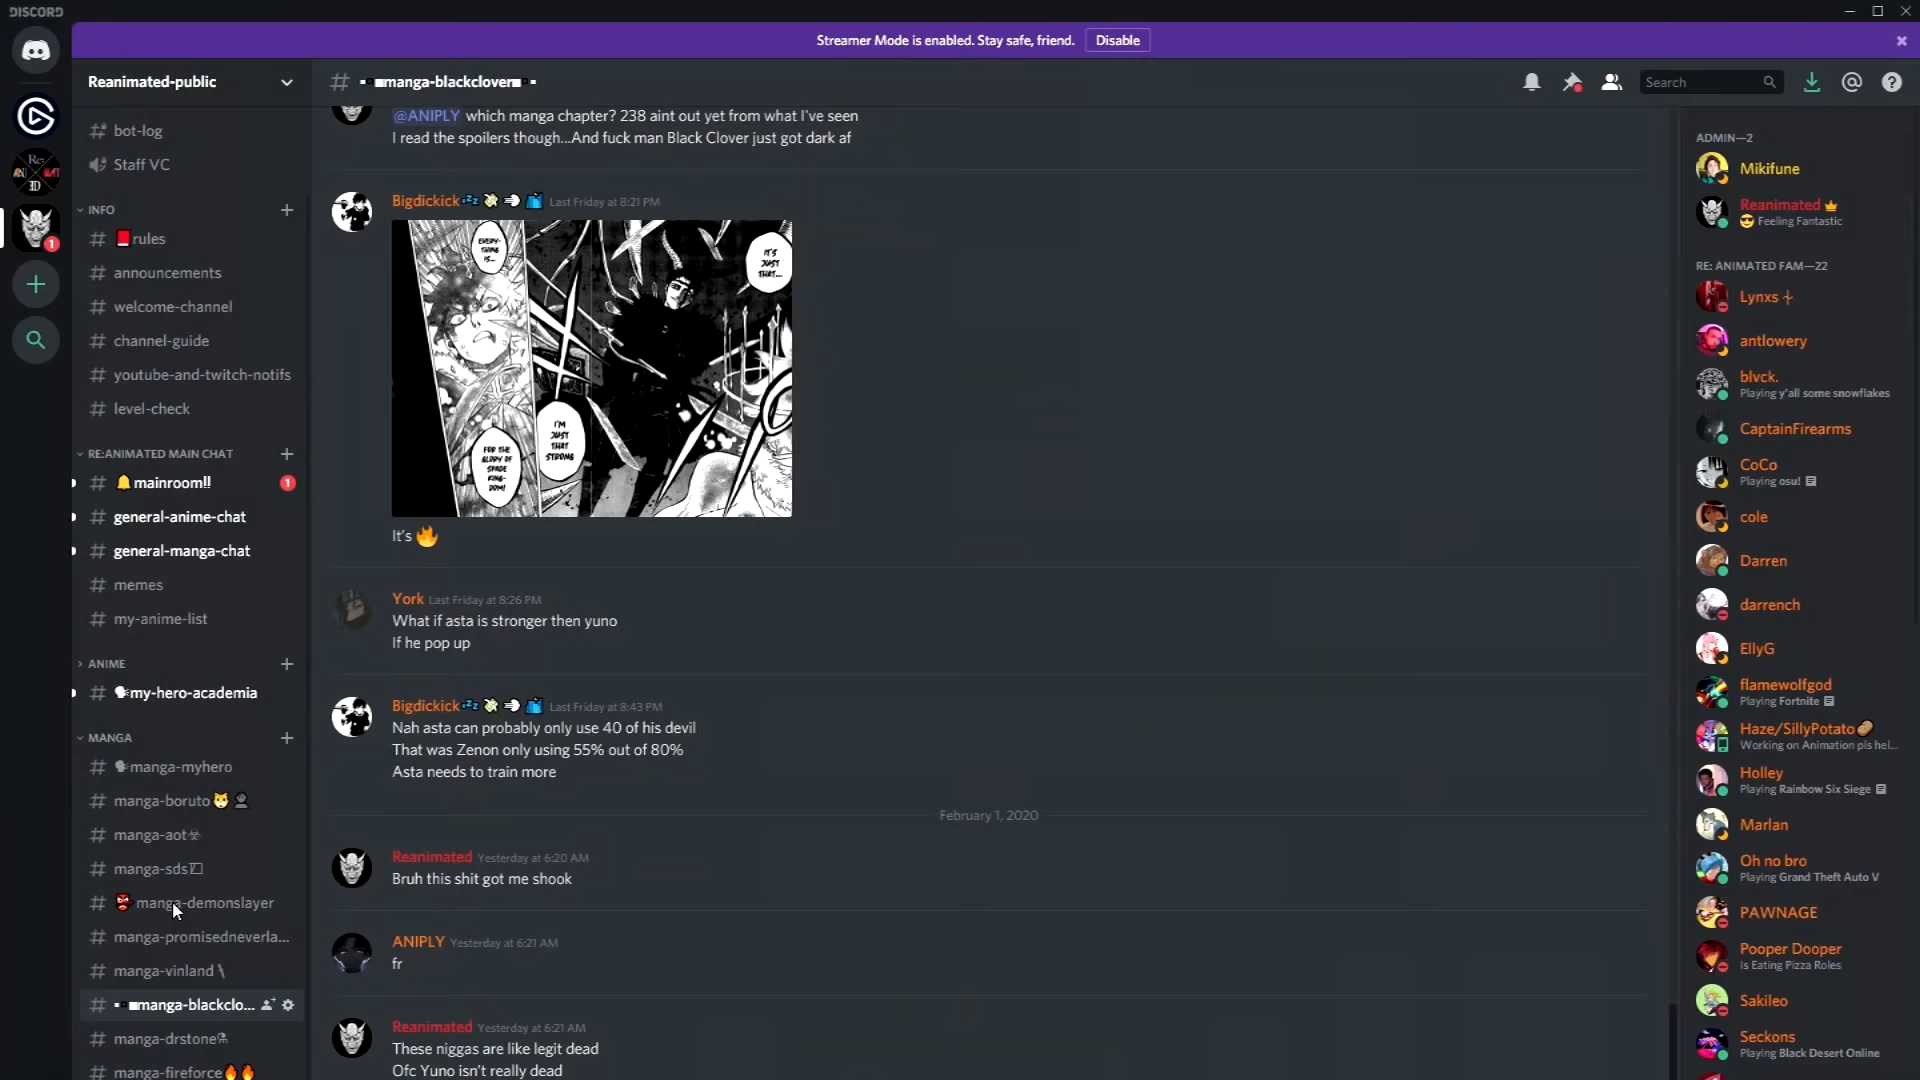 DISCORD
Streamer Mode is enabled. Stay safe, friend.
Disable
Reanimated-public
manga-blackclover
Search
bot-log
Staff VC
INFO
rules
announcements
welcome-channel
channel-guide
youtube-and-twitch-notifs
level-check
RE:ANIMATED MAIN CHAT
mainroom!!
1
general-anime-chat
general-manga-chat
memes
my-anime-list
ANIME
my-hero-academia
MANGA
manga-myhero
manga-boruto
manga-aot
manga-sds
manga-demonslayer
manga-promisedneverla...
manga-vinland
manga-blackclo...
manga-drstone
manga-fireforce
Re:
ANI
MAT
D
1
@ANIPLY which manga chapter? 238 aint out yet from what I've seen
I read the spoilers though...And fuck man Black Clover just got dark af
Bigdickick Last Friday at 8:21 PM
EVERY-
THING
IS...
IT'S
JUST
THAT...
I'M
JUST
THAT
STRONG
FOR THE
GLORY OF
SPADE
KING-
DOM!
It's
York Last Friday at 8:26 PM
What if asta is stronger then yuno
If he pop up
Bigdickick Last Friday at 8:43 PM
Nah asta can probably only use 40 of his devil
That was Zenon only using 55% out of 80%
Asta needs to train more
February 1, 2020
Reanimated Yesterday at 6:20 AM
Bruh this shit got me shook
ANIPLY Yesterday at 6:21 AM
fr
Reanimated Yesterday at 6:21 AM
These niggas are like legit dead
Ofc Yuno isn't really dead
ADMIN—2
Mikifune
Reanimated
Feeling Fantastic
RE: ANIMATED FAM—22
Lynxs
antlowery
blvck.
Playing y'all some snowflakes
CaptainFirearms
CoCo
Playing osu!
cole
Darren
darrench
EllyG
flamewolfgod
Playing Fortnite
Haze/SillyPotato
Working on Animation pls hel...
Holley
Playing Rainbow Six Siege
Marlan
Oh no bro
Playing Grand Theft Auto V
PAWNAGE
Pooper Dooper
Is Eating Pizza Roles
Sakileo
Seckons
Playing Black Desert Online